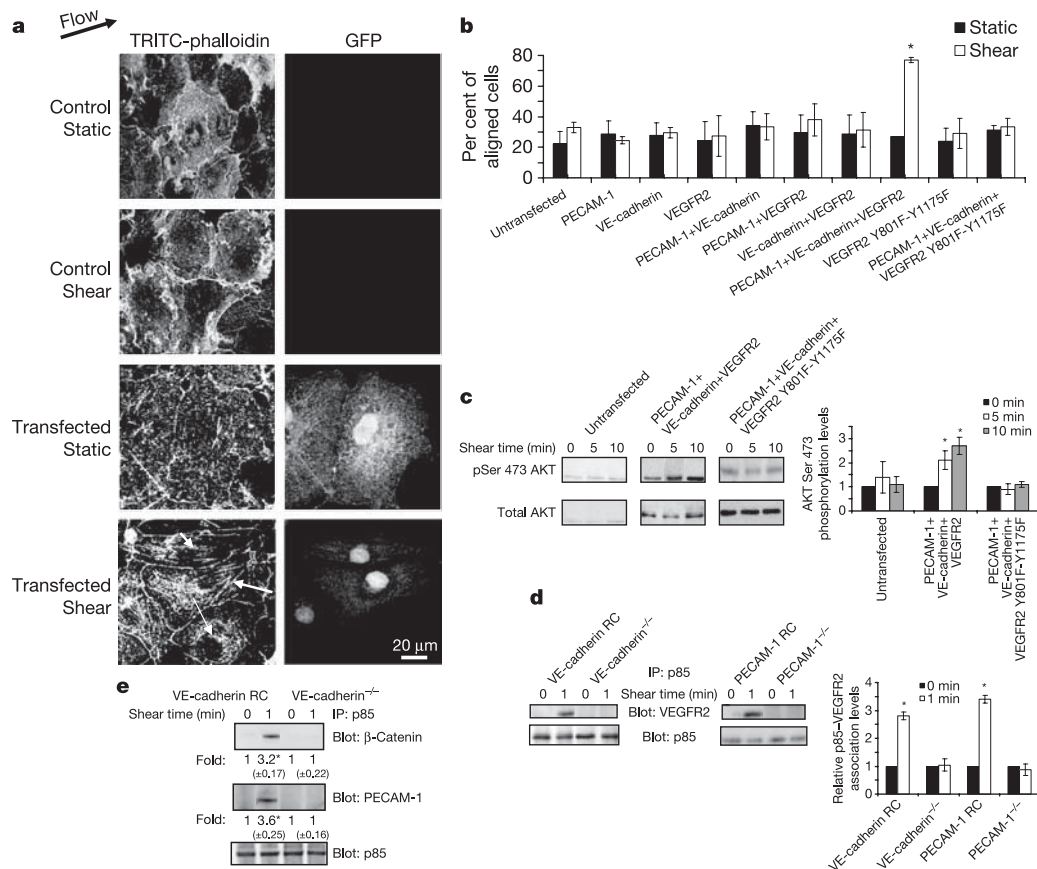 a
Flow
TRITC-phalloidin
GFP
Control
Static
Control
Shear
Transfected
Static
Transfected
Shear
20 μm
b
Per cent of
aligned cells
100
80
60
40
20
0
*
Static
Shear
Untransfected
PECAM-1
VE-cadherin
VEGFR2
PECAM-1+VE-cadherin
PECAM-1+VEGFR2
VE-cadherin+VEGFR2
PECAM-1+VE-cadherin+VEGFR2
VEGFR2 Y801F-Y1175F
PECAM-1+VE-cadherin+
VEGFR2 Y801F-Y1175F
c
Untransfected
PECAM-1+
VE-cadherin+VEGFR2
PECAM-1+VE-cadherin+
VEGFR2 Y801F-Y1175F
Shear time (min) 0 5 10 0 5 10 0 5 10
pSer 473 AKT
Total AKT
AKT Ser 473
phosphorylation levels
4
3
2
1
0
* *
0 min
5 min
10 min
Untransfected
PECAM-1+
VE-cadherin+
VEGFR2
PECAM-1+
VE-cadherin+
VEGFR2 Y801F-Y1175F
d
VE-cadherin RC
VE-cadherin–/–
IP: p85
PECAM-1 RC
PECAM-1–/–
0 1 0 1 Shear time (min) 0 1 0 1
Blot: VEGFR2
Blot: p85
Relative p85–VEGFR2
association levels
4
3
2
1
0
* *
0 min
1 min
VE-cadherin RC
VE-cadherin–/–
PECAM-1 RC
PECAM-1–/–
e
VE-cadherin RC VE-cadherin–/–
Shear time (min) 0 1 0 1 IP: p85
Blot: β-Catenin
Fold: 1 3.2* 1 1
(±0.17) (±0.22)
Blot: PECAM-1
Fold: 1 3.6* 1 1
(±0.25) (±0.16)
Blot: p85